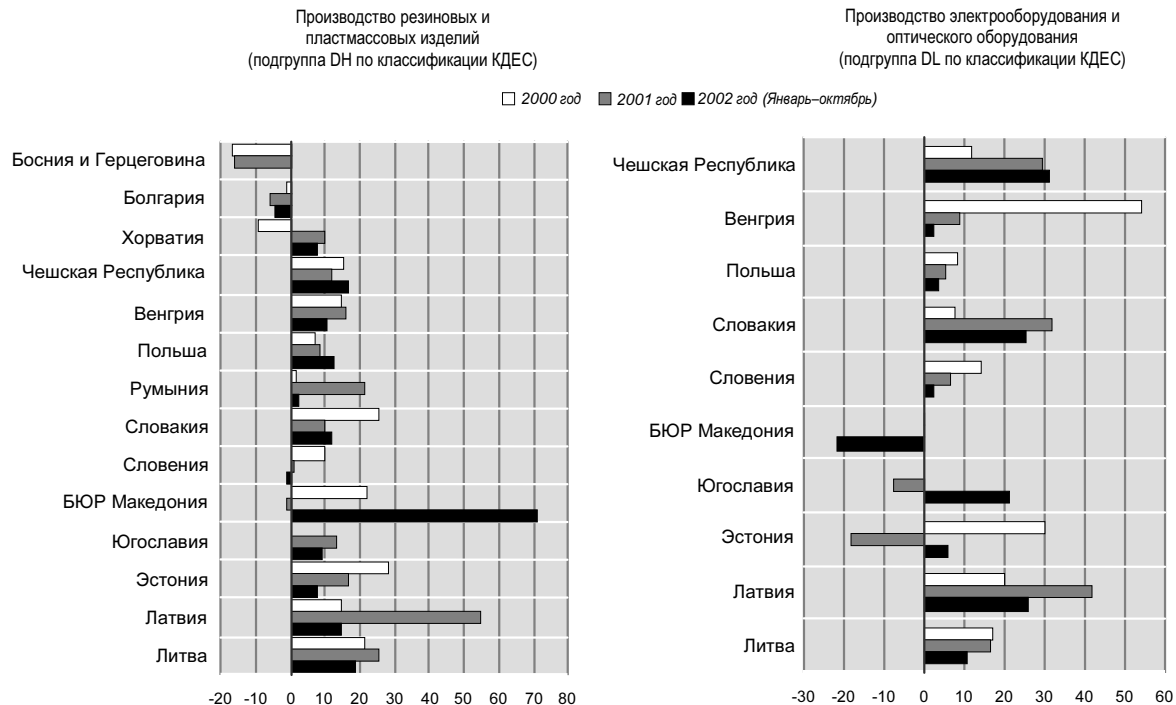 Производство резиновых и
пластмассовых изделий
(подгруппа DH по классификации КДЕС)
Производство электрооборудования и
оптического оборудования
(подгруппа DL по классификации КДЕС)
2000 год 2001 год 2002 год (Январь–октябрь)
Босния и Герцеговина
Болгария
Хорватия
Чешская Республика
Венгрия
Польша
Румыния
Словакия
Словения
БЮР Македония
Югославия
Эстония
Латвия
Литва
-20 -10 0 10 20 30 40 50 60 70 80
Чешская Республика
Венгрия
Польша
Словакия
Словения
БЮР Македония
Югославия
Эстония
Латвия
Литва
-30 -20 -10 0 10 20 30 40 50 60